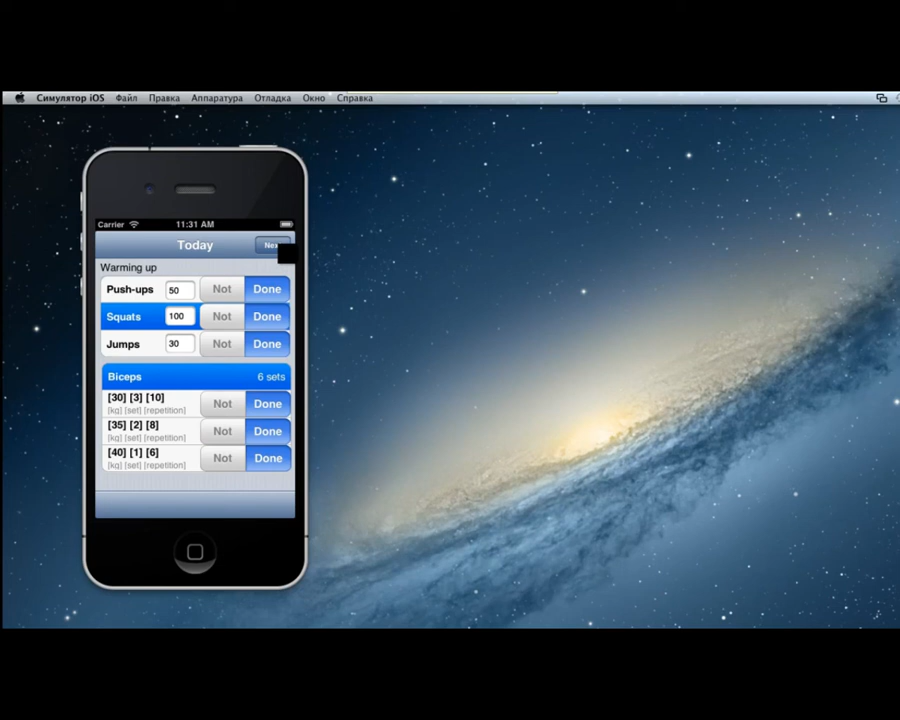 Симулятор iOS Файл Правка Аппаратура Отладка Окно Справка
Carrier 11:31 AM
Today
Warming up
Push-ups 50 Not Done
Squats 100 Not Done
Jumps 30 Not Done
Biceps 6 sets
[30] [3] [10] Not Done
[kg] [set] [repetition]
[35] [2] [8] Not Done
[kg] [set] [repetition]
[40] [1] [6] Not Done
[kg] [set] [repetition]